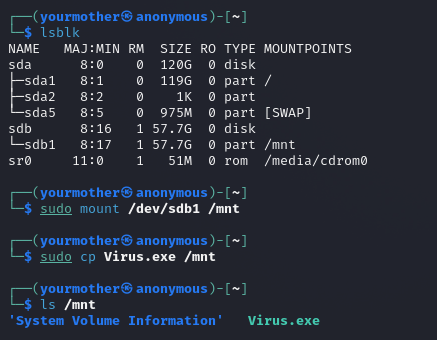 ┌──(yourmother㉿anonymous)-[~]
└─$ lsblk
NAME   MAJ:MIN RM  SIZE RO TYPE MOUNTPOINTS
sda      8:0    0  120G  0 disk
├─sda1   8:1    0  119G  0 part /
├─sda2   8:2    0    1K  0 part
└─sda5   8:5    0  975M  0 part [SWAP]
sdb      8:16   1 57.7G  0 disk
└─sdb1   8:17   1 57.7G  0 part /mnt
sr0     11:0    1   51M  0 rom  /media/cdrom0
┌──(yourmother㉿anonymous)-[~]
└─$ sudo mount /dev/sdb1 /mnt
┌──(yourmother㉿anonymous)-[~]
└─$ sudo cp Virus.exe /mnt
┌──(yourmother㉿anonymous)-[~]
└─$ ls /mnt
'System Volume Information'   Virus.exe